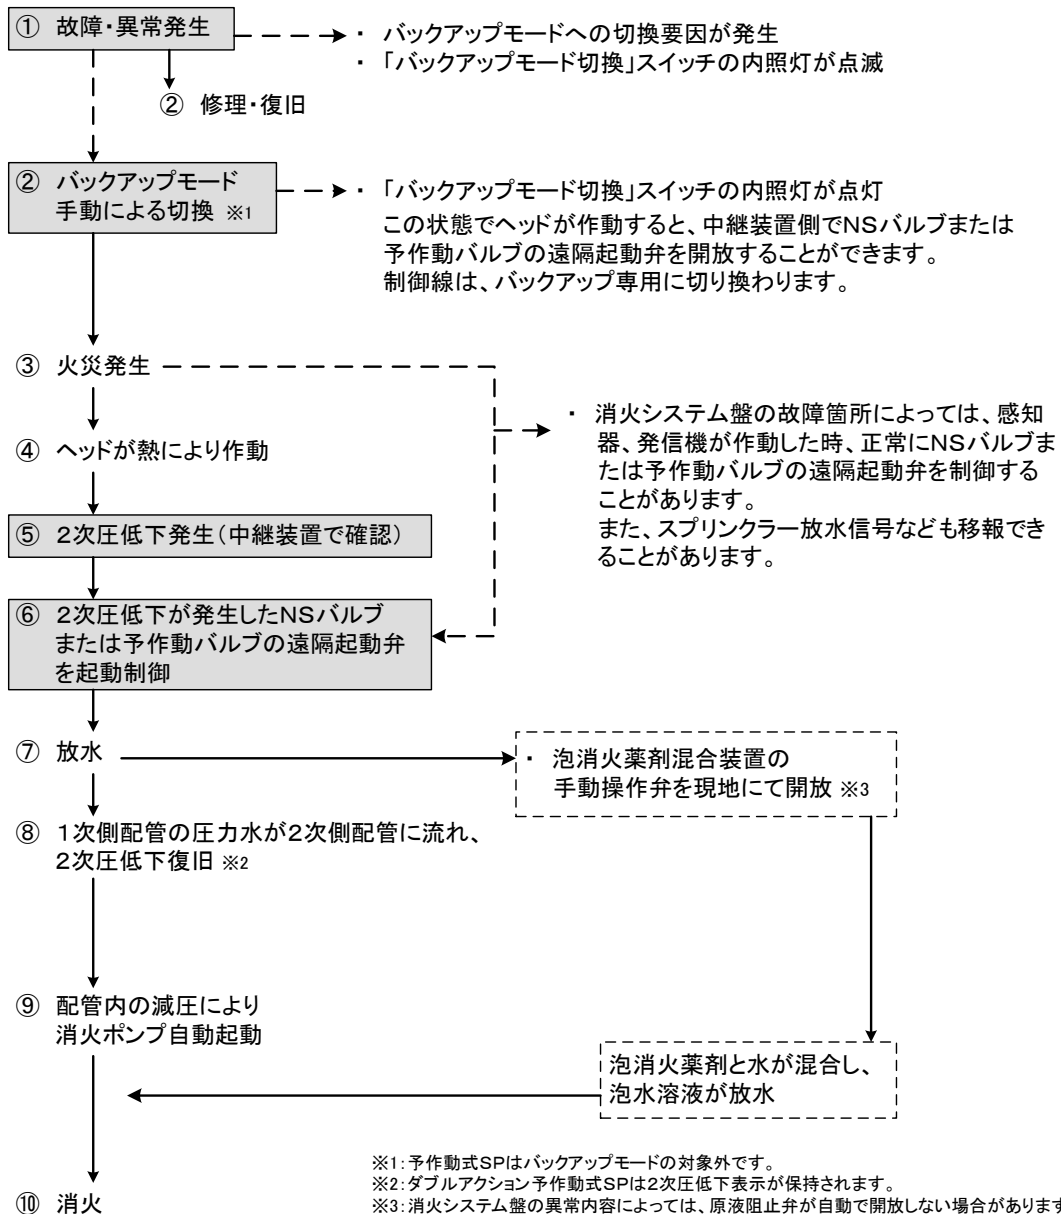 ① 故障・異常発生
・ バックアップモードへの切換要因が発生
・ 「バックアップモード切換」スイッチの内照灯が点滅
② 修理・復旧
② バックアップモード
手動による切換 ※1
・ 「バックアップモード切換」スイッチの内照灯が点灯
この状態でヘッドが作動すると、中継装置側でNSバルブまたは
予作動バルブの遠隔起動弁を開放することができます。
制御線は、バックアップ専用に切り換わります。
③ 火災発生
・ 消火システム盤の故障箇所によっては、感知
器、発信機が作動した時、正常にNSバルブま
たは予作動バルブの遠隔起動弁を制御する
ことがあります。
また、スプリンクラー放水信号なども移報でき
ることがあります。
④ ヘッドが熱により作動
⑤ 2次圧低下発生(中継装置で確認)
⑥ 2次圧低下が発生したNSバルブ
または予作動バルブの遠隔起動弁
を起動制御
⑦ 放水
・ 泡消火薬剤混合装置の
手動操作弁を現地にて開放 ※3
⑧ 1次側配管の圧力水が2次側配管に流れ、
2次圧低下復旧 ※2
⑨ 配管内の減圧により
消火ポンプ自動起動
泡消火薬剤と水が混合し、
泡水溶液が放水
⑩ 消火
※1:予作動式SPはバックアップモードの対象外です。
※2:ダブルアクション予作動式SPは2次圧低下表示が保持されます。
※3:消火システム盤の異常内容によっては、原液阻止弁が自動で開放しない場合があります